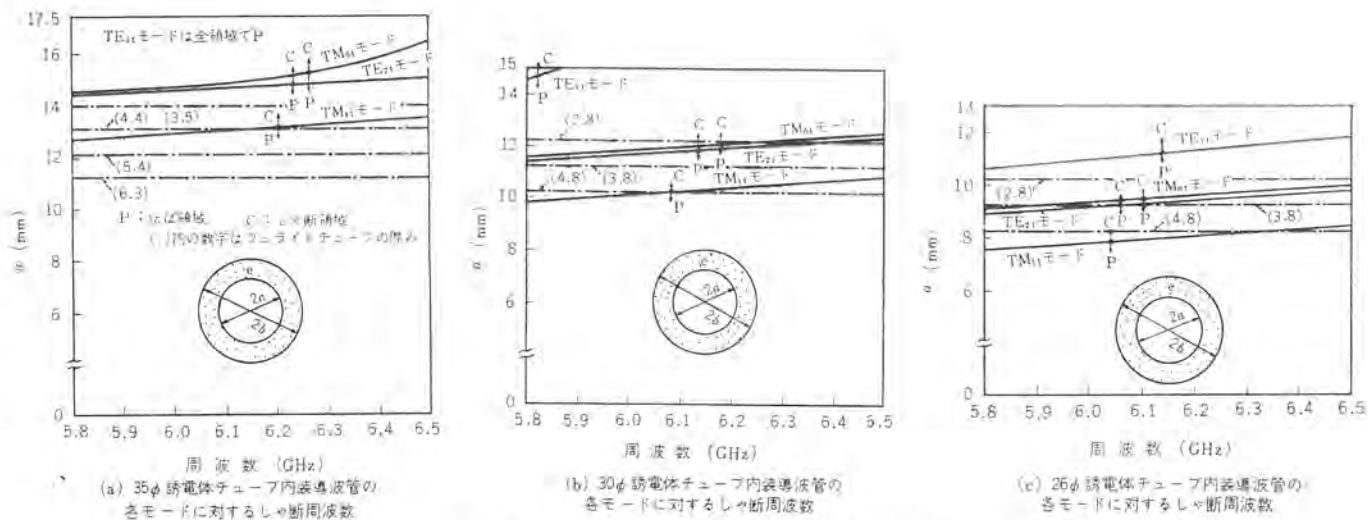 17.5
16
14
12
10
8
6
4
0
a (mm)
TE₁₁モードは全領域でP
C C
TM₀₁モード
TE₂₁モード
P P
(4.4) (3.5)
C
TM₁₁モード
P
(5.4)
(6.3)
P:伝ぱ領域 C:しゃ断領域
( )内の数字はフェライトチューブの厚み
e
2a
2b
5.8 5.9 6.0 6.1 6.2 6.3 6.4 6.5
周波数 (GHz)
(a) 35φ誘電体チューブ内装導波管の
各モードに対するしゃ断周波数
15
14
12
10
8
6
4
0
a (mm)
C
TE₁₁モード
P
(2.8)
C C
TM₀₁モード
P P
TE₂₁モード
(4.8) (3.8)
C
TM₁₁モード
P
e
2a
2b
5.8 5.9 6.0 6.1 6.2 6.3 6.4 6.5
周波数 (GHz)
(b) 30φ誘電体チューブ内装導波管の
各モードに対するしゃ断周波数
13
12
10
8
6
4
0
a (mm)
C
TE₁₁モード
P
(2.8)
C C
TM₀₁モード
P P
TE₂₁モード
(3.8)
C
(4.8)
TM₁₁モード
P
e
2a
2b
5.8 5.9 6.0 6.1 6.2 6.3 6.4 6.5
周波数 (GHz)
(c) 26φ誘電体チューブ内装導波管の
各モードに対するしゃ断周波数